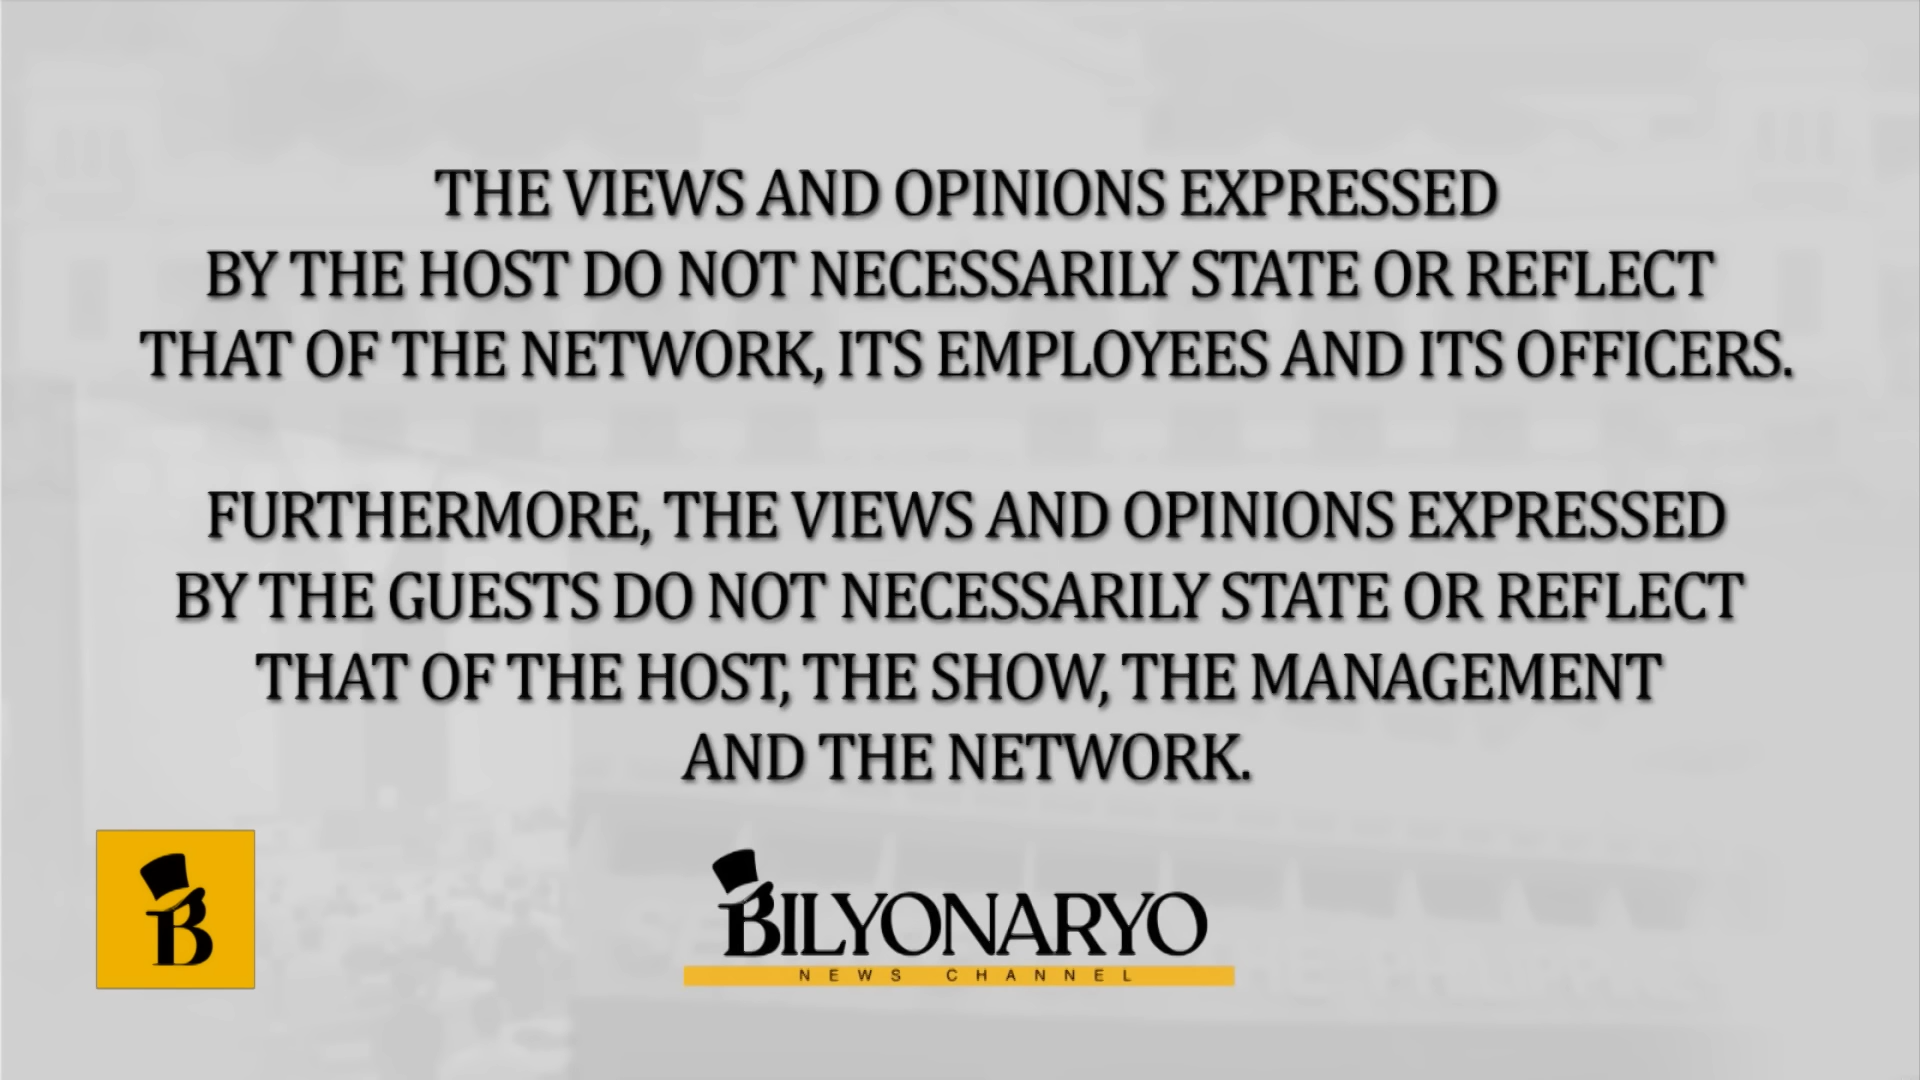 THE VIEWS AND OPINIONS EXPRESSED
BY THE HOST DO NOT NECESSARILY STATE OR REFLECT
THAT OF THE NETWORK, ITS EMPLOYEES AND ITS OFFICERS.
FURTHERMORE, THE VIEWS AND OPINIONS EXPRESSED
BY THE GUESTS DO NOT NECESSARILY STATE OR REFLECT
THAT OF THE HOST, THE SHOW, THE MANAGEMENT
AND THE NETWORK.
B
BILYONARYO
NEWS CHANNEL